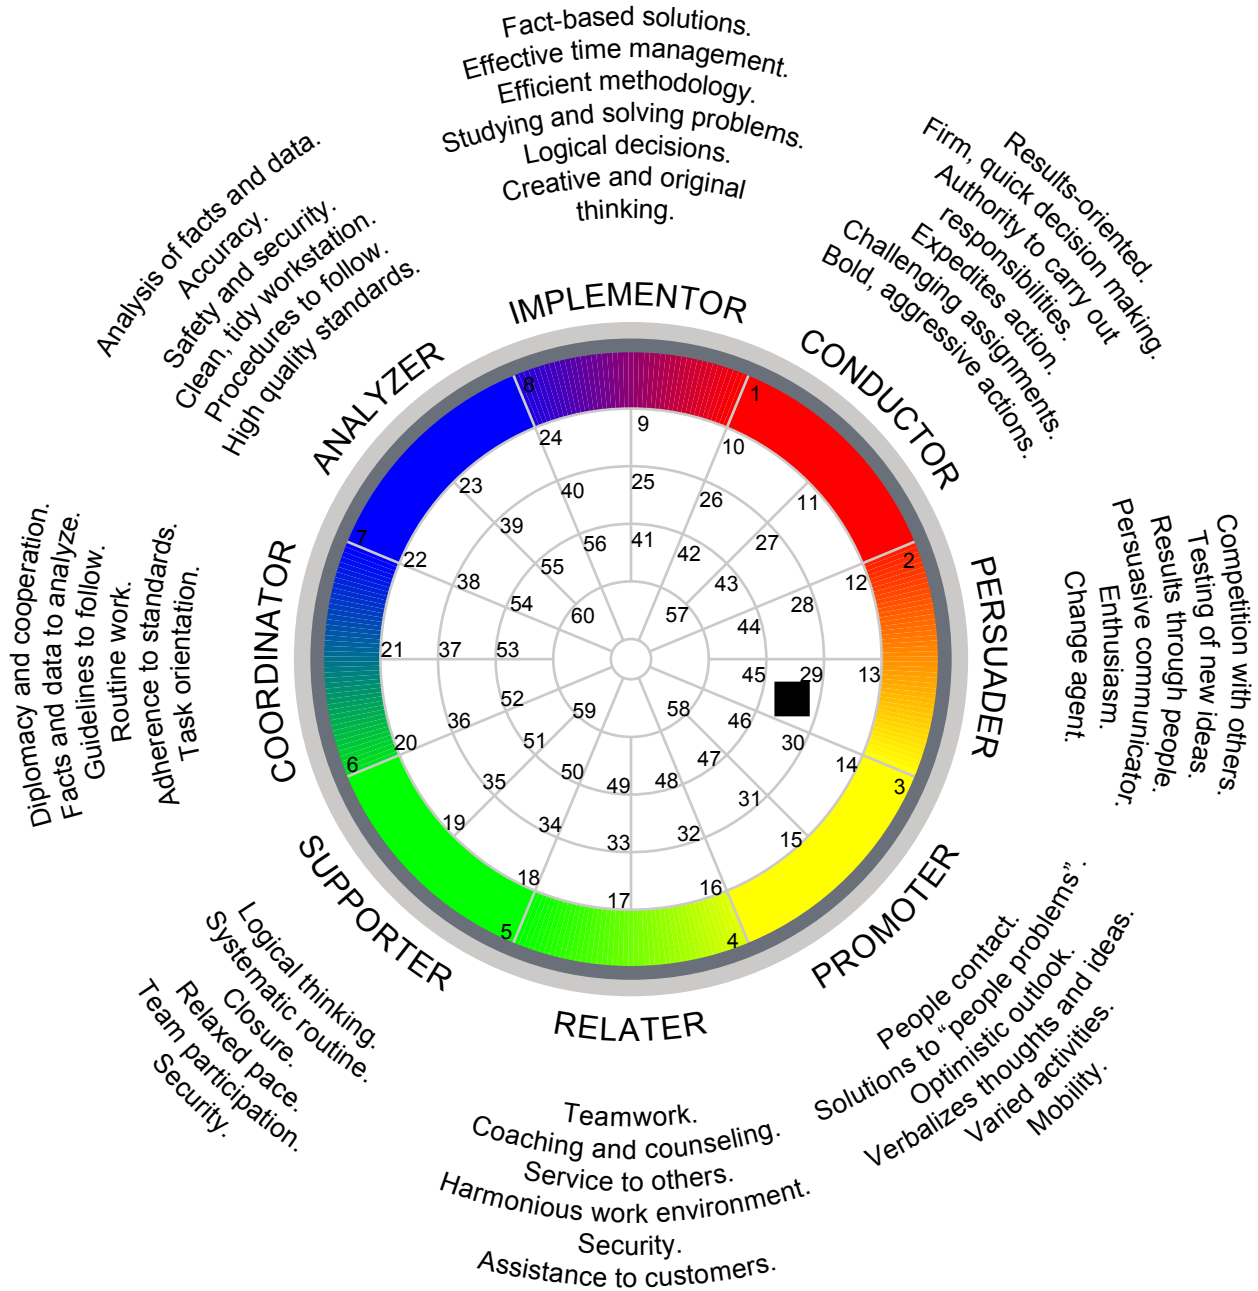 Fact-based solutions.
Effective time management.
Efficient methodology.
Studying and solving problems.
Logical decisions.
Creative and original
thinking.
IMPLEMENTOR
Results-oriented.
Firm, quick decision making.
Authority to carry out
responsibilities.
Expedites action.
Challenging assignments.
Bold, aggressive actions.
CONDUCTOR
Competition with others.
Testing of new ideas.
Results through people.
Persuasive communicator.
Enthusiasm.
Change agent.
PERSUADER
People contact.
Solutions to “people problems”.
Optimistic outlook.
Verbalizes thoughts and ideas.
Varied activities.
Mobility.
PROMOTER
RELATER
Teamwork.
Coaching and counseling.
Service to others.
Harmonious work environment.
Security.
Assistance to customers.
SUPPORTER
Logical thinking.
Systematic routine.
Closure.
Relaxed pace.
Team participation.
Security.
COORDINATOR
Diplomacy and cooperation.
Facts and data to analyze.
Guidelines to follow.
Routine work.
Adherence to standards.
Task orientation.
ANALYZER
Analysis of facts and data.
Accuracy.
Safety and security.
Clean, tidy workstation.
Procedures to follow.
High quality standards.
1
2
3
4
5
6
7
8
9
10
11
12
13
14
15
16
17
18
19
20
21
22
23
24
25
26
27
28
29
30
31
32
33
34
35
36
37
38
39
40
41
42
43
44
45
46
47
48
49
50
51
52
53
54
55
56
57
58
59
60